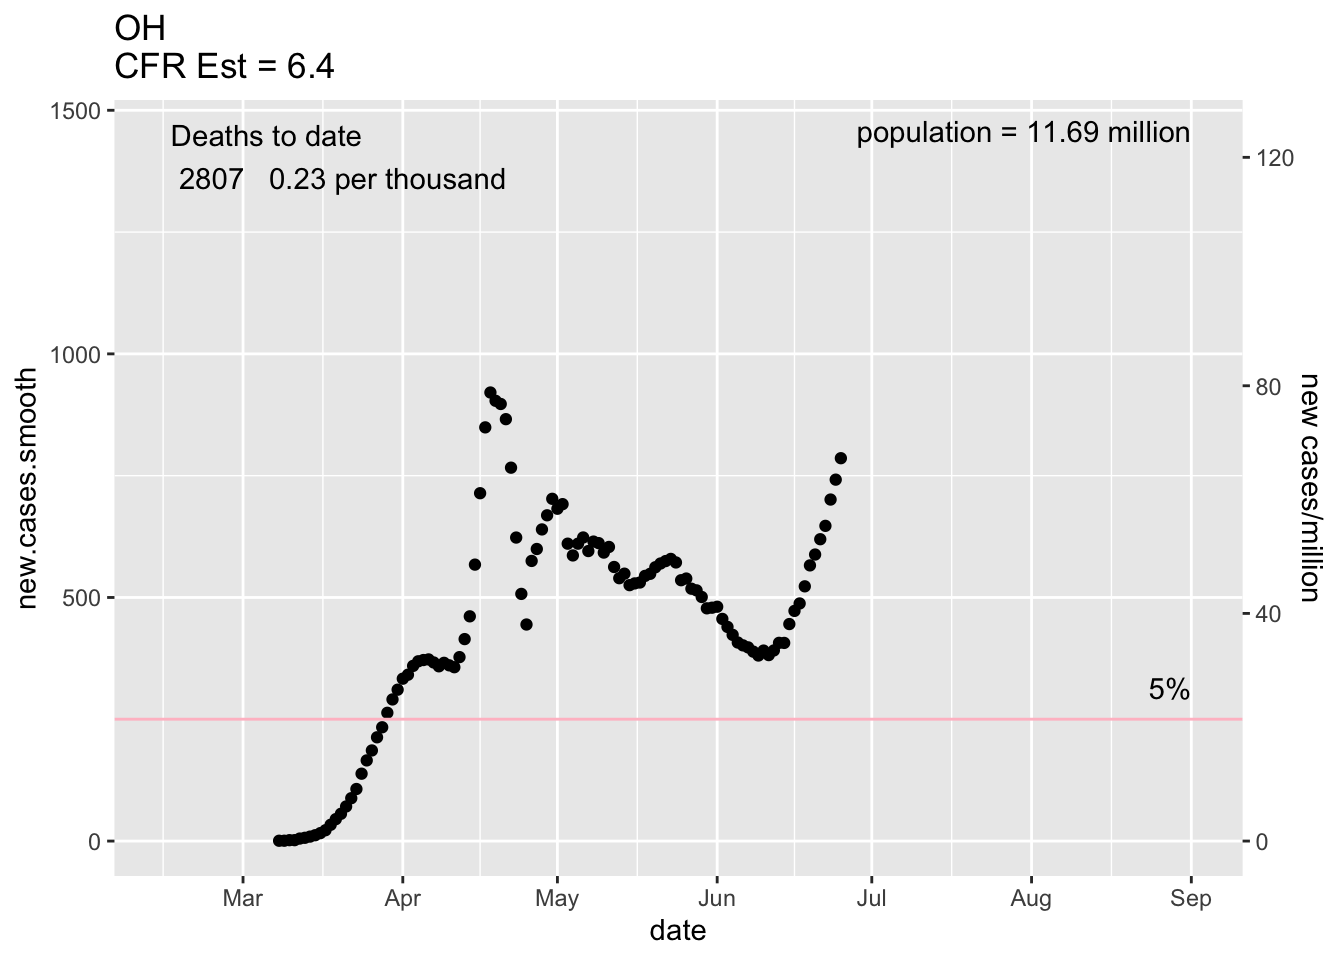 OH
CFR Est = 6.4
Deaths to date
2807 0.23 per thousand
population = 11.69 million
1500
1000
500
0
new.cases.smooth
120
80
40
0
new cases/million
5%
Mar Apr May Jun Jul Aug Sep
date